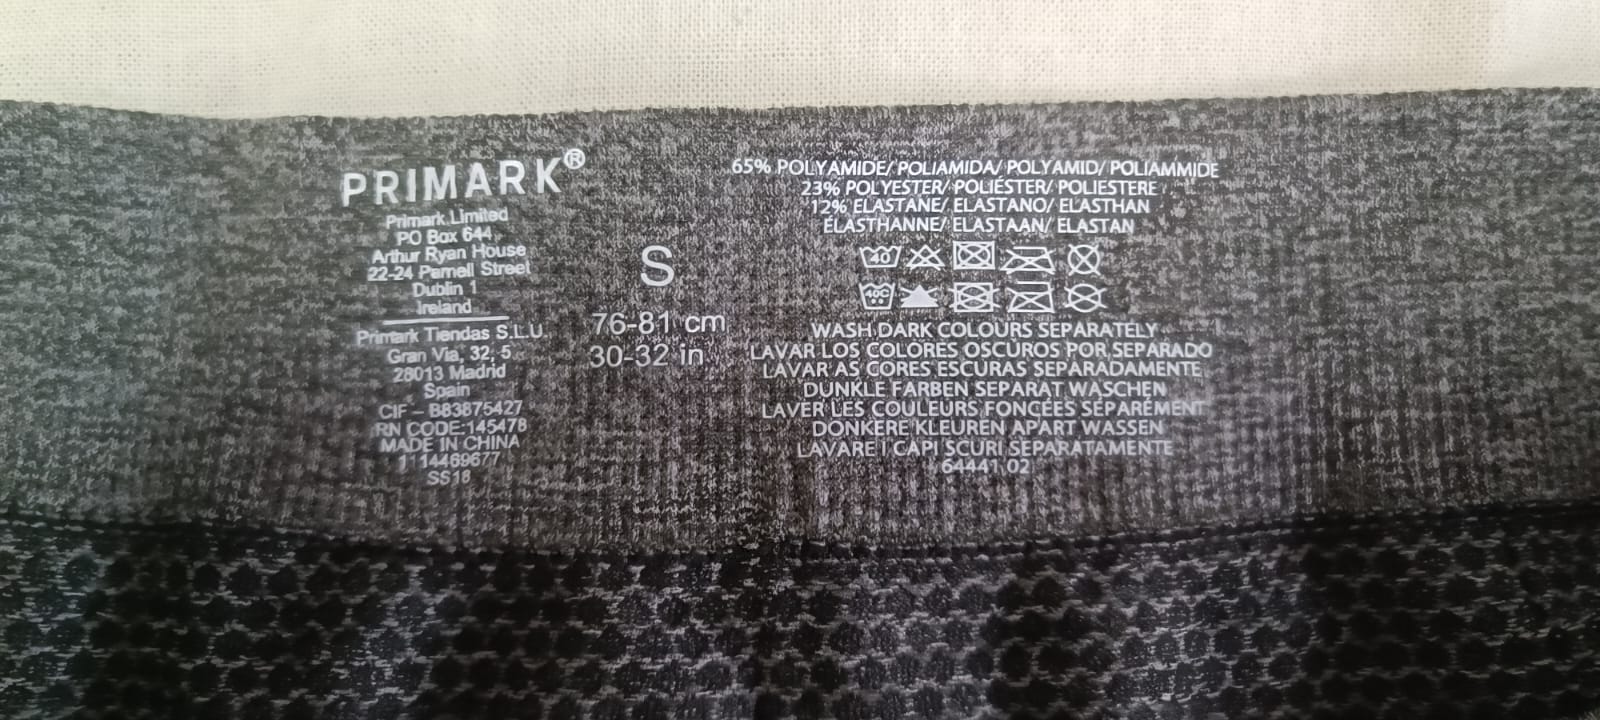 PRIMARK®
Primark Limited
PO Box 644
Arthur Ryan House
22-24 Parnell Street
Dublin 1
Ireland
Primark Tiendas S.L.U.
Gran Via, 32, 5
28013 Madrid
Spain
CIF – B83875427
RN CODE:145478
MADE IN CHINA
1'14469677
SS18
S
76-81 cm
30-32 in
65% POLYAMIDE/ POLIAMIDA/ POLYAMID/ POLIAMMIDE
23% POLYESTER/ POLIÉSTER/ POLIESTERE
12% ELASTANE/ ELASTANO/ ELASTHAN
ÉLASTHANNE/ ELASTAAN/ ELASTAN
40
40C
WASH DARK COLOURS SEPARATELY
LAVAR LOS COLORES OSCUROS POR SEPARADO
LAVAR AS CORES ESCURAS SEPARADAMENTE
DUNKLE FARBEN SEPARAT WASCHEN
LAVER LES COULEURS FONCÉES SÉPARÉMENT
DONKERE KLEUREN APART WASSEN
LAVARE I CAPI SCURI SEPARATAMENTE
64441 02